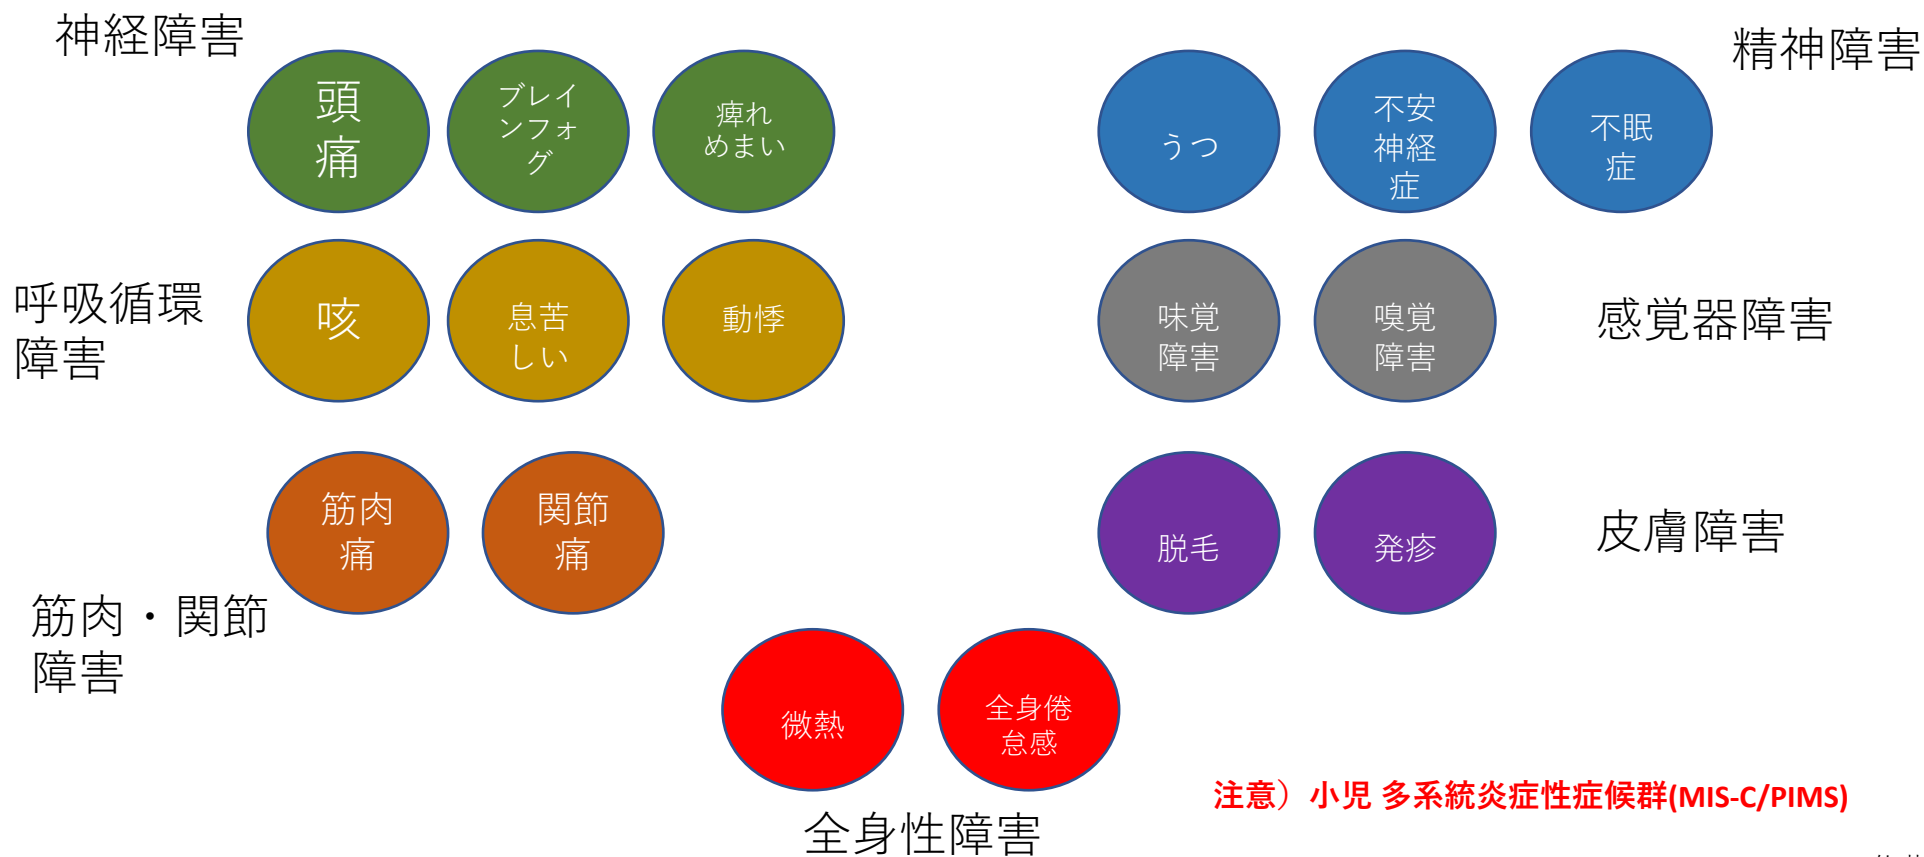 神経障害
頭
痛
ブレイ
ンフォ
グ
痺れ
めまい
うつ
不安
神経
症
不眠
症
精神障害
呼吸循環
障害
咳
息苦
しい
動悸
味覚
障害
嗅覚
障害
感覚器障害
筋肉
痛
関節
痛
脱毛
発疹
皮膚障害
筋肉・関節
障害
微熱
全身倦
怠感
注意）小児 多系統炎症性症候群(MIS-C/PIMS)
全身性障害